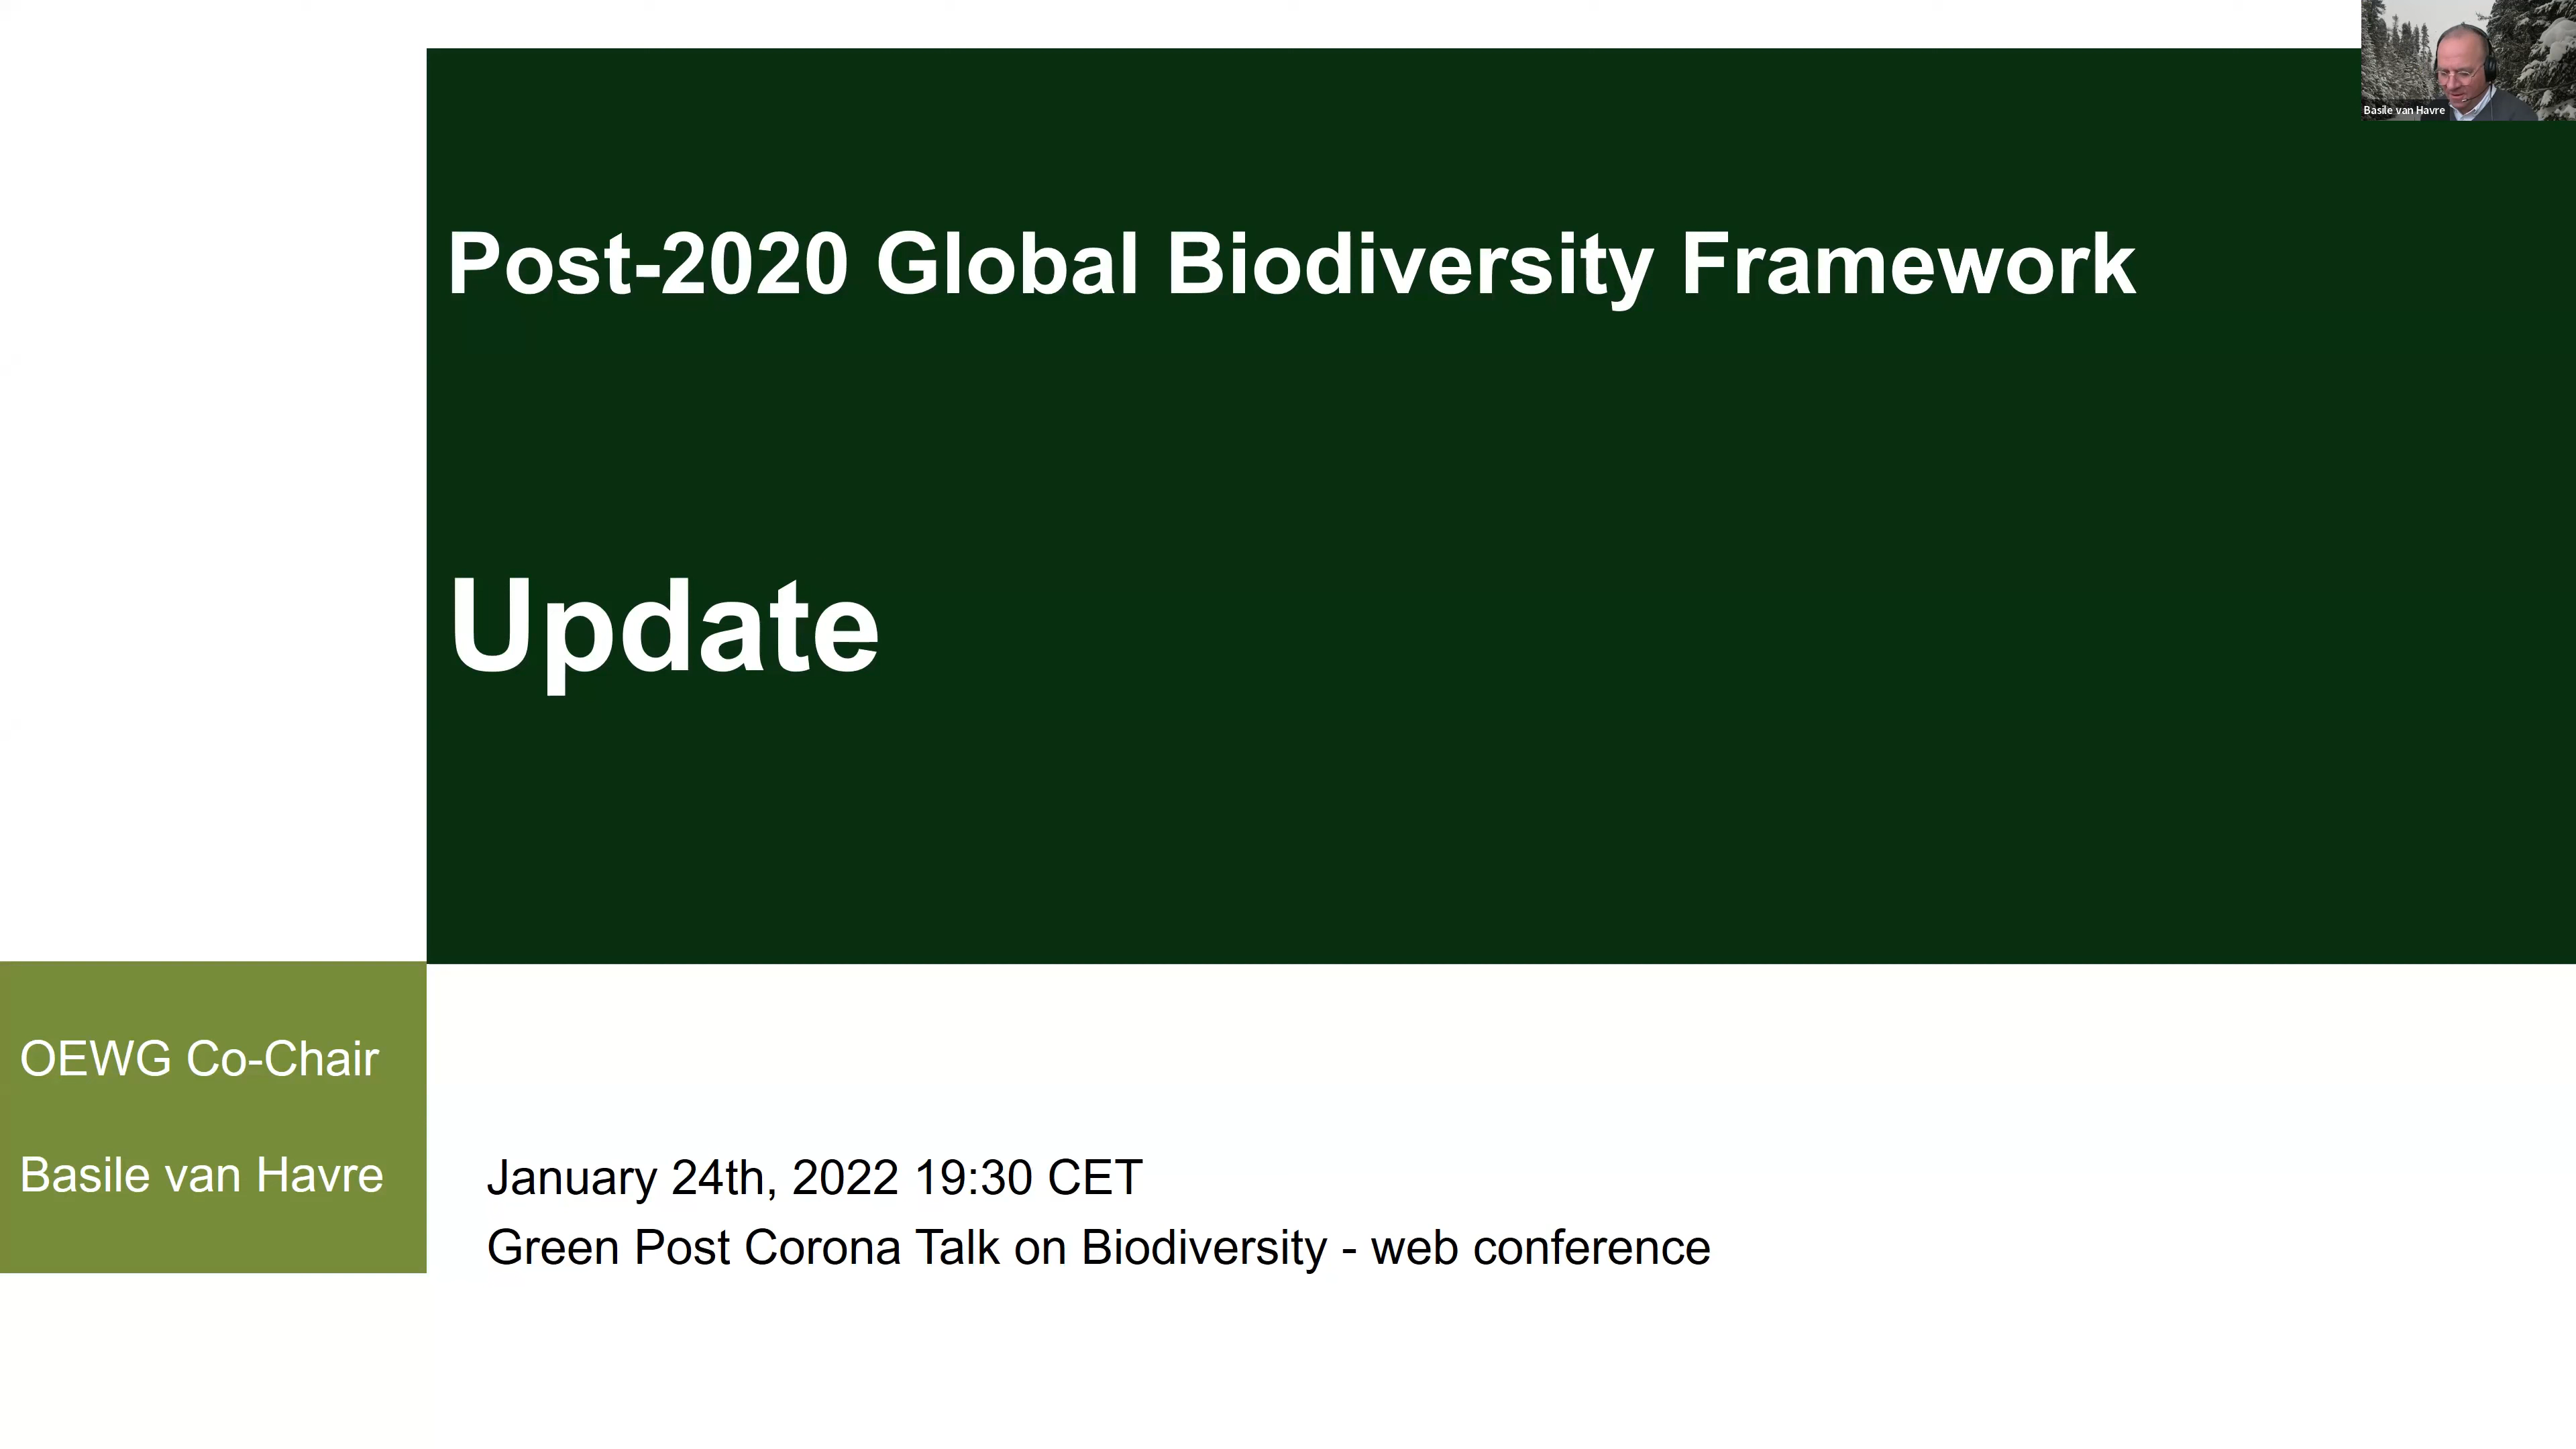 Basile van Havre
Post-2020 Global Biodiversity Framework
Update
OEWG Co-Chair
Basile van Havre
January 24th, 2022 19:30 CET
Green Post Corona Talk on Biodiversity - web conference